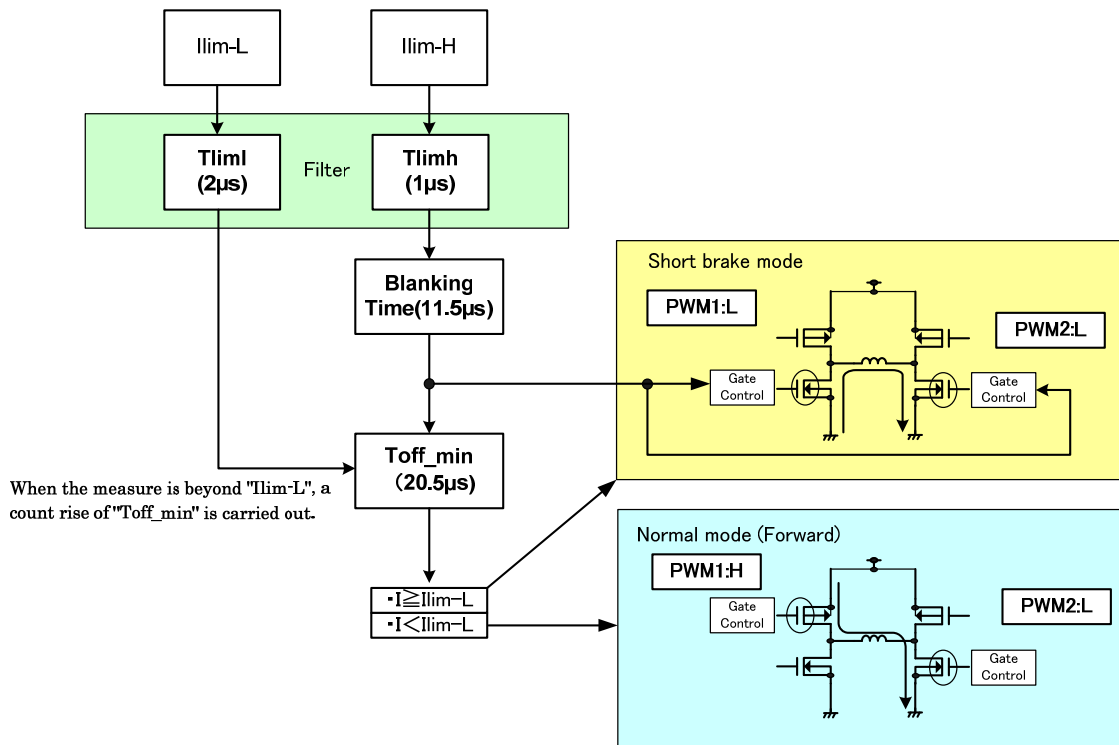 Ilim-L
Ilim-H
Tliml
(2µs)
Filter
Tlimh
(1µs)
Blanking
Time(11.5µs)
Toff_min
（20.5µs)
When the measure is beyond "Ilim-L", a
count rise of "Toff_min" is carried out.
・I≧Ilim-L
・I<Ilim-L
Short brake mode
PWM1:L
PWM2:L
Gate
Control
Gate
Control
Normal mode (Forward)
PWM1:H
PWM2:L
Gate
Control
Gate
Control